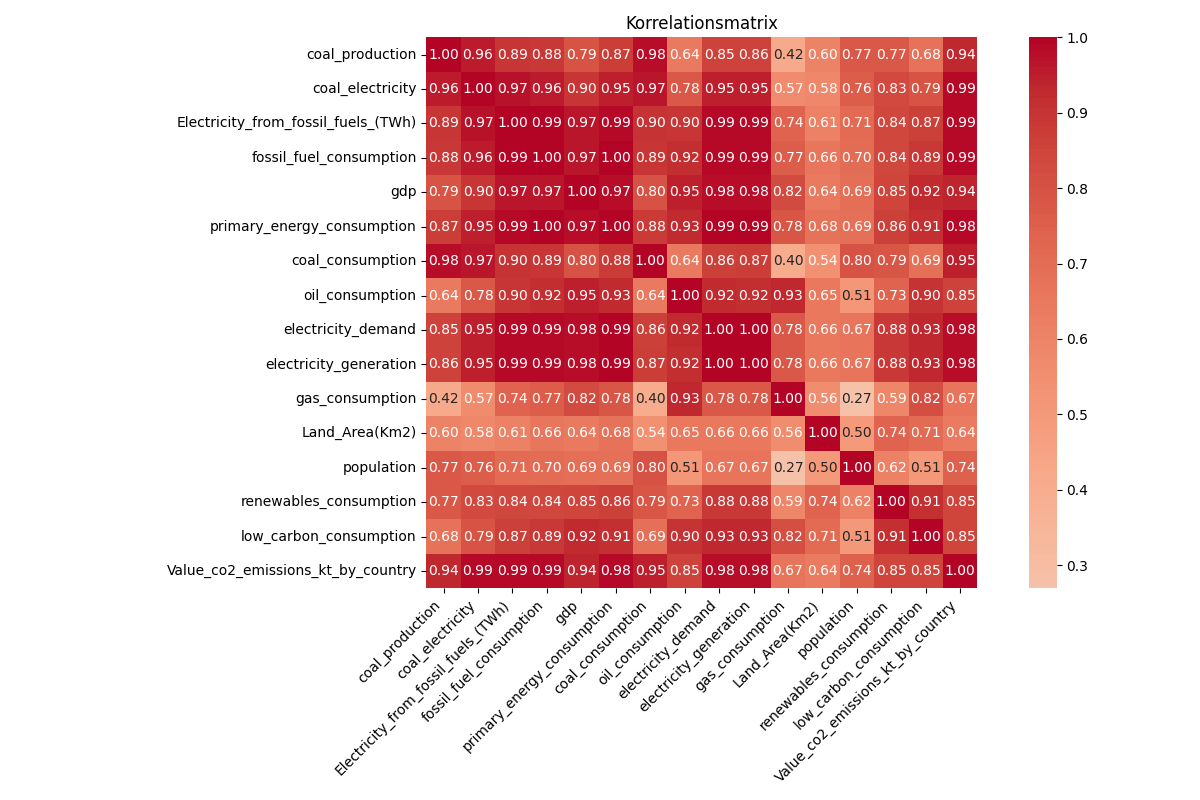 Korrelationsmatrix
coal_production 1.00 0.96 0.89 0.88 0.79 0.87 0.98 0.64 0.85 0.86 0.42 0.60 0.77 0.77 0.68 0.94
coal_electricity 0.96 1.00 0.97 0.96 0.90 0.95 0.97 0.78 0.95 0.95 0.57 0.58 0.76 0.83 0.79 0.99
Electricity_from_fossil_fuels_(TWh) 0.89 0.97 1.00 0.99 0.97 0.99 0.90 0.90 0.99 0.99 0.74 0.61 0.71 0.84 0.87 0.99
fossil_fuel_consumption 0.88 0.96 0.99 1.00 0.97 1.00 0.89 0.92 0.99 0.99 0.77 0.66 0.70 0.84 0.89 0.99
gdp 0.79 0.90 0.97 0.97 1.00 0.97 0.80 0.95 0.98 0.98 0.82 0.64 0.69 0.85 0.92 0.94
primary_energy_consumption 0.87 0.95 0.99 1.00 0.97 1.00 0.88 0.93 0.99 0.99 0.78 0.68 0.69 0.86 0.91 0.98
coal_consumption 0.98 0.97 0.90 0.89 0.80 0.88 1.00 0.64 0.86 0.87 0.40 0.54 0.80 0.79 0.69 0.95
oil_consumption 0.64 0.78 0.90 0.92 0.95 0.93 0.64 1.00 0.92 0.92 0.93 0.65 0.51 0.73 0.90 0.85
electricity_demand 0.85 0.95 0.99 0.99 0.98 0.99 0.86 0.92 1.00 1.00 0.78 0.66 0.67 0.88 0.93 0.98
electricity_generation 0.86 0.95 0.99 0.99 0.98 0.99 0.87 0.92 1.00 1.00 0.78 0.66 0.67 0.88 0.93 0.98
gas_consumption 0.42 0.57 0.74 0.77 0.82 0.78 0.40 0.93 0.78 0.78 1.00 0.56 0.27 0.59 0.82 0.67
Land_Area(Km2) 0.60 0.58 0.61 0.66 0.64 0.68 0.54 0.65 0.66 0.66 0.56 1.00 0.50 0.74 0.71 0.64
population 0.77 0.76 0.71 0.70 0.69 0.69 0.80 0.51 0.67 0.67 0.27 0.50 1.00 0.62 0.51 0.74
renewables_consumption 0.77 0.83 0.84 0.84 0.85 0.86 0.79 0.73 0.88 0.88 0.59 0.74 0.62 1.00 0.91 0.85
low_carbon_consumption 0.68 0.79 0.87 0.89 0.92 0.91 0.69 0.90 0.93 0.93 0.82 0.71 0.51 0.91 1.00 0.85
Value_co2_emissions_kt_by_country 0.94 0.99 0.99 0.99 0.94 0.98 0.95 0.85 0.98 0.98 0.67 0.64 0.74 0.85 0.85 1.00
coal_production
coal_electricity
Electricity_from_fossil_fuels_(TWh)
fossil_fuel_consumption
gdp
primary_energy_consumption
coal_consumption
oil_consumption
electricity_demand
electricity_generation
gas_consumption
Land_Area(Km2)
population
renewables_consumption
low_carbon_consumption
Value_co2_emissions_kt_by_country
1.0
0.9
0.8
0.7
0.6
0.5
0.4
0.3